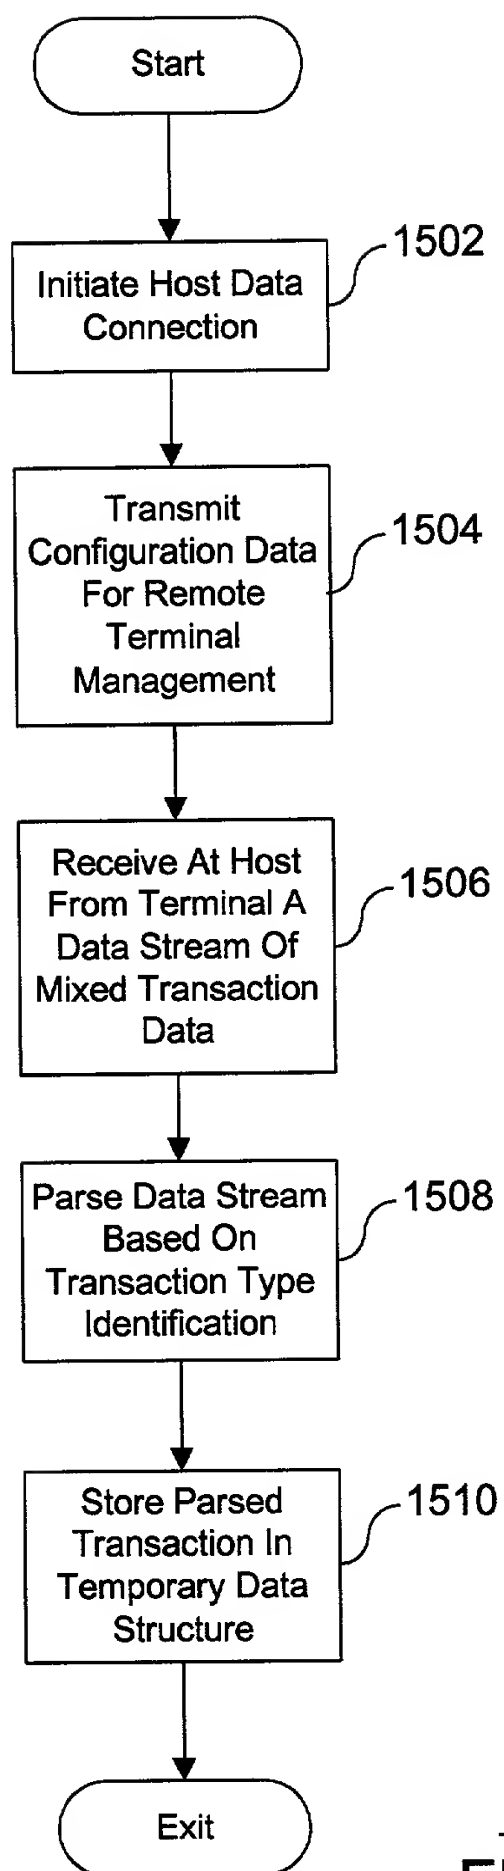 Start
1502
Initiate Host Data
Connection
1504
Transmit
Configuration Data
For Remote
Terminal
Management
1506
Receive At Host
From Terminal A
Data Stream Of
Mixed Transaction
Data
1508
Parse Data Stream
Based On
Transaction Type
Identification
1510
Store Parsed
Transaction In
Temporary Data
Structure
Exit